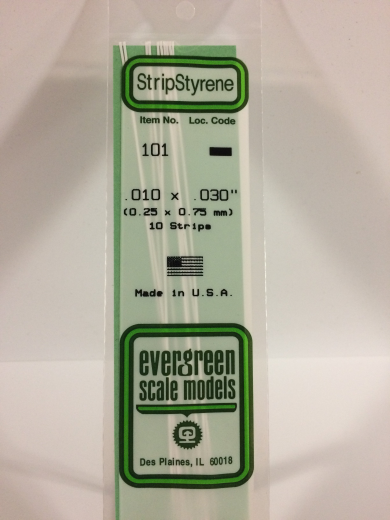 StripStyrene
Item No. Loc. Code
101
.010 x .030"
(0.25 x 0.75 mm)
10 Strips
Made in U.S.A.
evergreen
scale models
Des Plaines, IL 60018